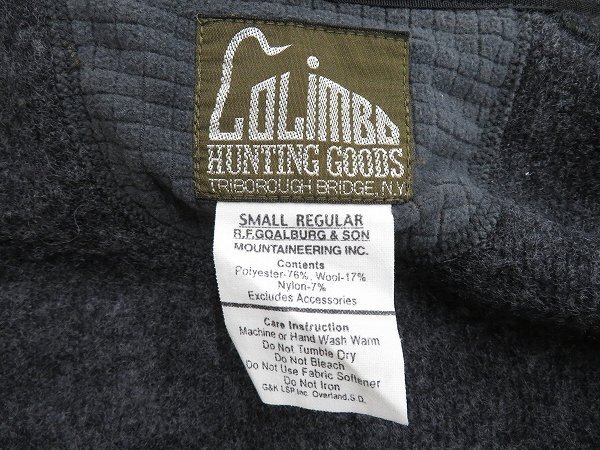 COLIMBO
HUNTING GOODS
TRIBOROUGH BRIDGE, N.Y.
SMALL REGULAR
R.F.GOALBURG & SON
MOUNTAINEERING INC.
Contents
Polyester-76%, Wool-17%
Nylon-7%
Excludes Accessories
Care Instruction
Machine or Hand Wash Warm
Do Not Tumble Dry
Do Not Bleach
Do Not Use Fabric Softener
Do Not Iron
G&K LSP Inc. Overland, S.D.